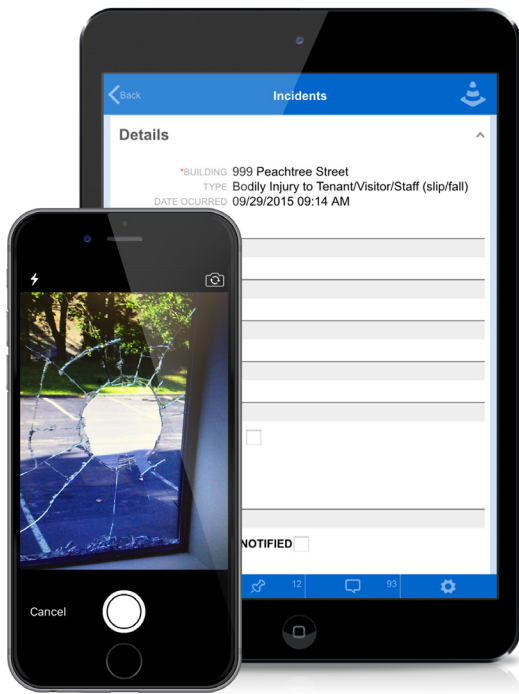 Back
Incidents
Details
*BUILDING 999 Peachtree Street
TYPE Bodily Injury to Tenant/Visitor/Staff (slip/fall)
DATE OCURRED 09/29/2015 09:14 AM
NOTIFIED
12
93
Cancel